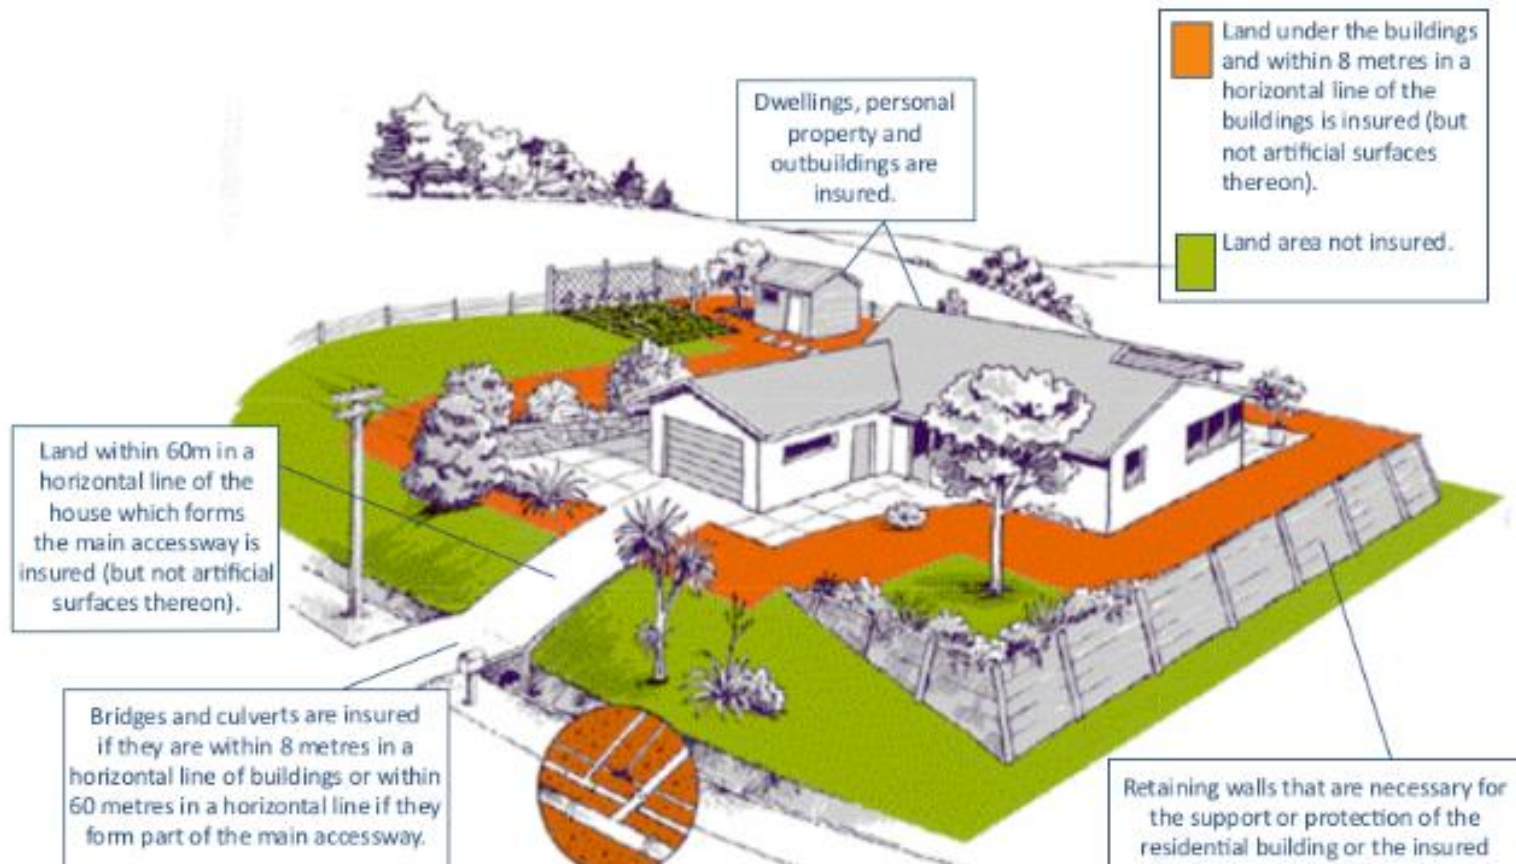 Land under the buildings
and within 8 metres in a
horizontal line of the
buildings is insured (but
not artificial surfaces
thereon).
Land area not insured.
Dwellings, personal
property and
outbuildings are
insured.
Land within 60m in a
horizontal line of the
house which forms
the main accessway is
insured (but not artificial
surfaces thereon).
Bridges and culverts are insured
if they are within 8 metres in a
horizontal line of buildings or within
60 metres in a horizontal line if they
form part of the main accessway.
Retaining walls that are necessary for
the support or protection of the
residential building or the insured